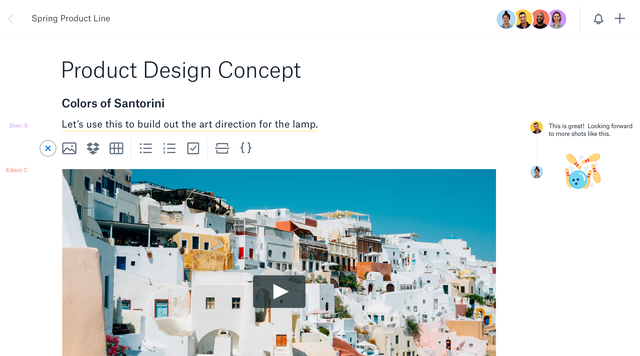 Spring Product Line
Product Design Concept
Colors of Santorini
Sheri S
Let's use this to build out the art direction for the lamp.
This is great! Looking forward
to more shots like this.
Edwin C